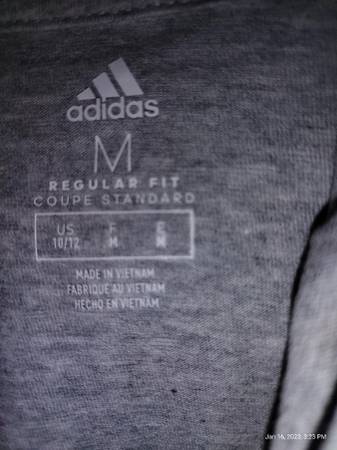 adidas
M
REGULAR FIT
COUPE STANDARD
US F E
10/12 M M
MADE IN VIETNAM
FABRIQUÉ AU VIETNAM
HECHO EN VIETNAM
Jan 16, 2023, 3:23 PM